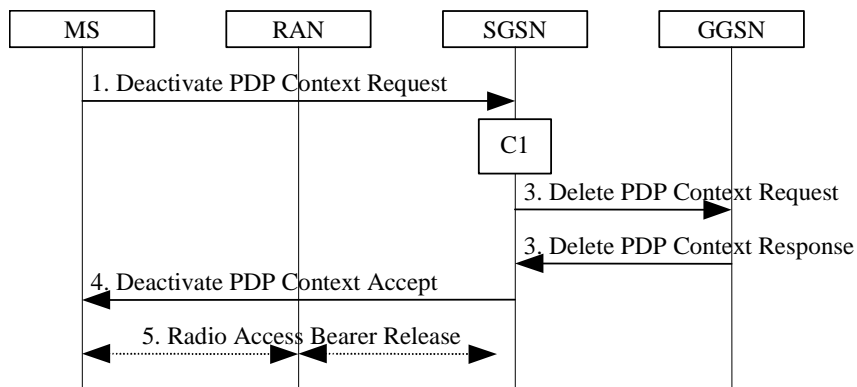 MS RAN SGSN GGSN
1. Deactivate PDP Context Request
C1
3. Delete PDP Context Request
3. Delete PDP Context Response
4. Deactivate PDP Context Accept
5. Radio Access Bearer Release